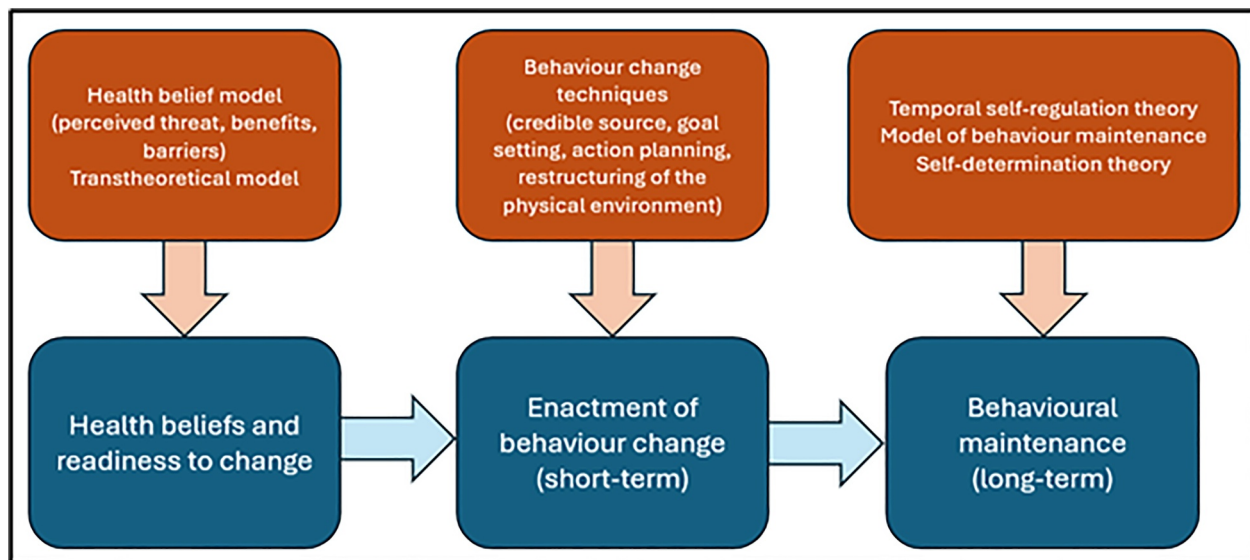 Health belief model
(perceived threat, benefits,
barriers)
Transtheoretical model
Behaviour change
techniques
(credible source, goal
setting, action planning,
restructuring of the
physical environment)
Temporal self-regulation theory
Model of behaviour maintenance
Self-determination theory
Health beliefs and
readiness to change
Enactment of
behaviour change
(short-term)
Behavioural
maintenance
(long-term)